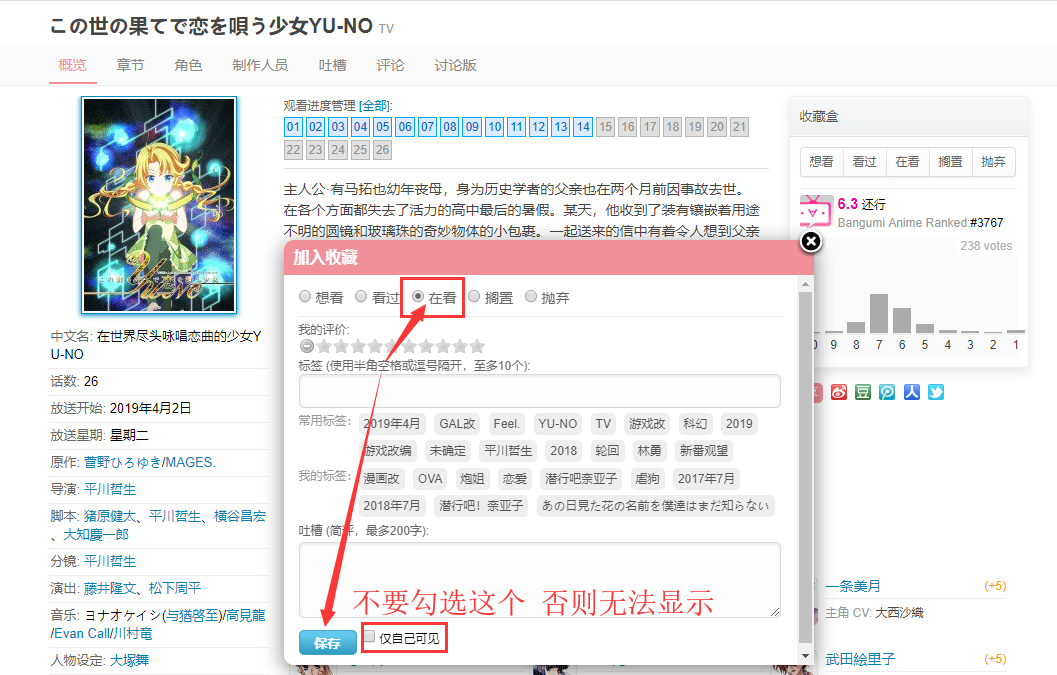 この世の果てで恋を唄う少女YU-NO TV
概览 章节 角色 制作人员 吐槽 评论 讨论版
观看进度管理 [全部]:
01 02 03 04 05 06 07 08 09 10 11 12 13 14 15 16 17 18 19 20 21
22 23 24 25 26
主人公·有马拓也幼年丧母，身为历史学者的父亲也在两个月前因事故去世。
在各个方面都失去了活力的高中最后的暑假。某天，他收到了装有镶嵌着用途
不明的圆镜和玻璃珠的奇妙物体的小包裹。一起送来的信中有着令人想到父亲
收藏盒
想看 看过 在看 搁置 抛弃
6.3 还行
Bangumi Anime Ranked:#3767
238 votes
9 8 7 6 5 4 3 2 1
この世の果てで恋を唄う少女
YU-NO
中文名: 在世界尽头咏唱恋曲的少女Y
U-NO
话数: 26
放送开始: 2019年4月2日
放送星期: 星期二
原作: 菅野ひろゆき/MAGES.
导演: 平川哲生
脚本: 猪原健太、平川哲生、横谷昌宏
、大知慶一郎
分镜: 平川哲生
演出: 藤井隆文、松下周平
音乐: ヨナオケイシ(与猶啓至)/高見龍
/Evan Call/川村竜
人物设定: 大塚舞
加入收藏
想看 看过 在看 搁置 抛弃
我的评价:
标签 (使用半角空格或逗号隔开，至多10个):
常用标签: 2019年4月 GAL改 Feel. YU-NO TV 游戏改 科幻 2019
游戏改编 未确定 平川哲生 2018 轮回 林勇 新番观望
我的标签: 漫画改 OVA 炮姐 恋爱 潜行吧奈亚子 虐狗 2017年7月
2018年7月 潜行吧！奈亚子 あの日見た花の名前を僕達はまだ知らない
吐槽 (简评，最多200字):
不要勾选这个 否则无法显示
保存 仅自己可见
豆 人
一条美月 (+5)
主角 CV: 大西沙織
武田絵里子 (+5)